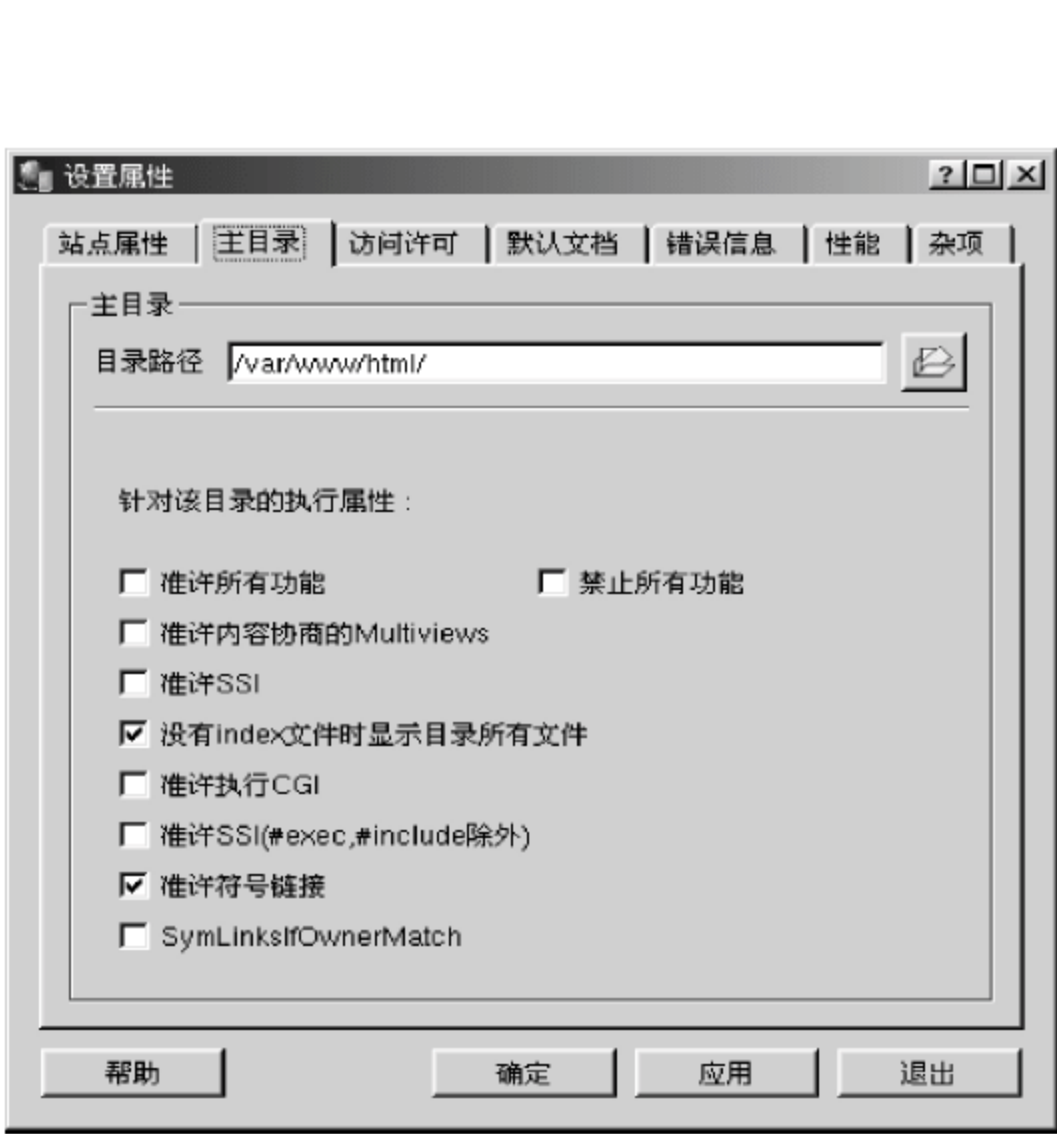 设置属性
站点属性 主目录 访问许可 默认文档 错误信息 性能 杂项
主目录
目录路径 /var/www/html/
针对该目录的执行属性：
准许所有功能 禁止所有功能
准许内容协商的Multiviews
准许SSI
没有index文件时显示目录所有文件
准许执行CGI
准许SSI(#exec,#include除外)
准许符号链接
SymLinksIfOwnerMatch
帮助 确定 应用 退出